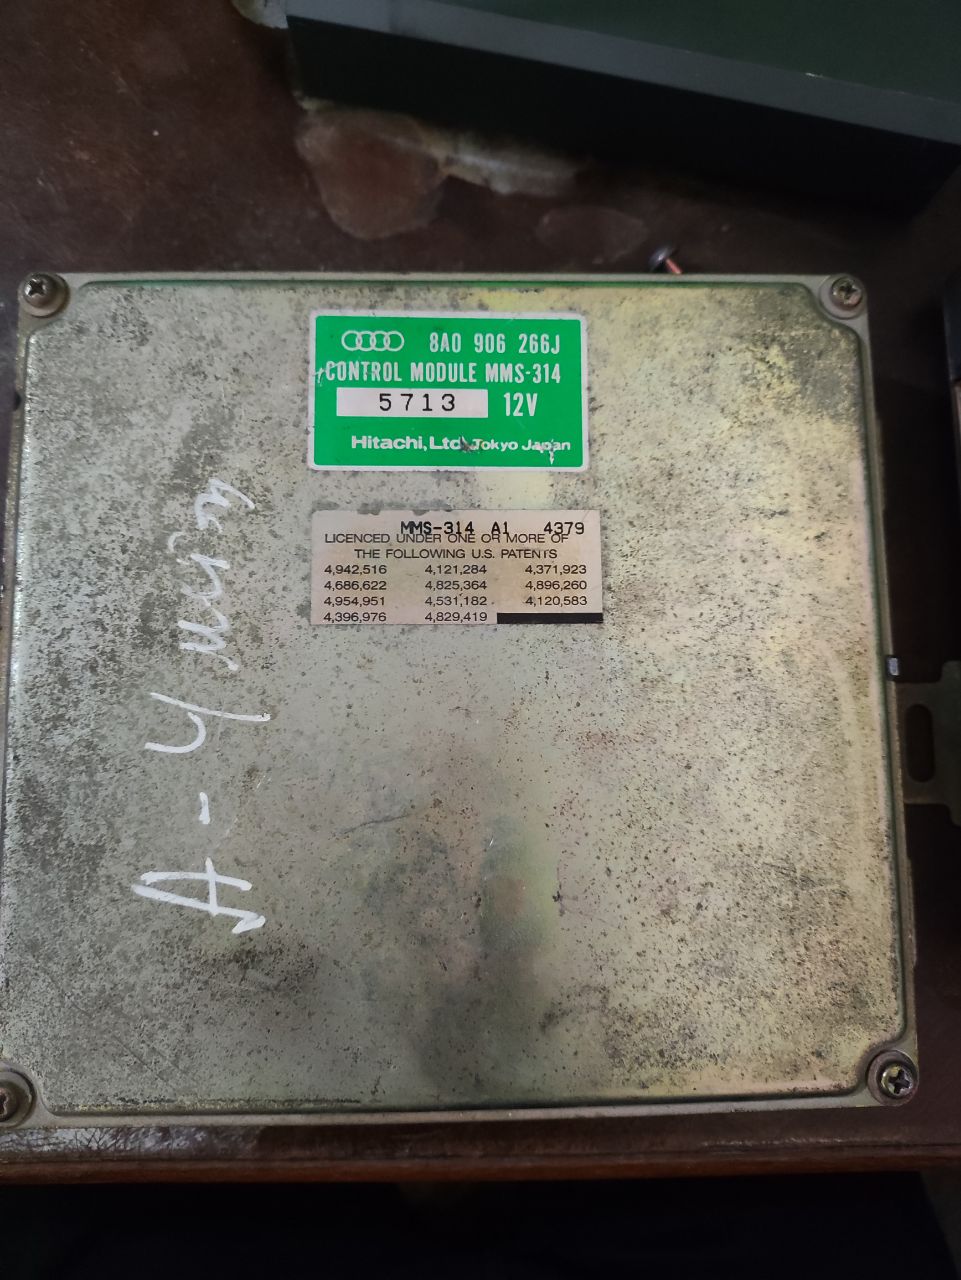 8A0 906 266J
CONTROL MODULE MMS-314
5713 12V
Hitachi, Ltd. Tokyo Japan
MMS-314 A1 4379
LICENCED UNDER ONE OR MORE OF
THE FOLLOWING U.S. PATENTS
4,942,516 4,121,284 4,371,923
4,686,622 4,825,364 4,896,260
4,954,951 4,531,182 4,120,583
4,396,976 4,829,419
A-4